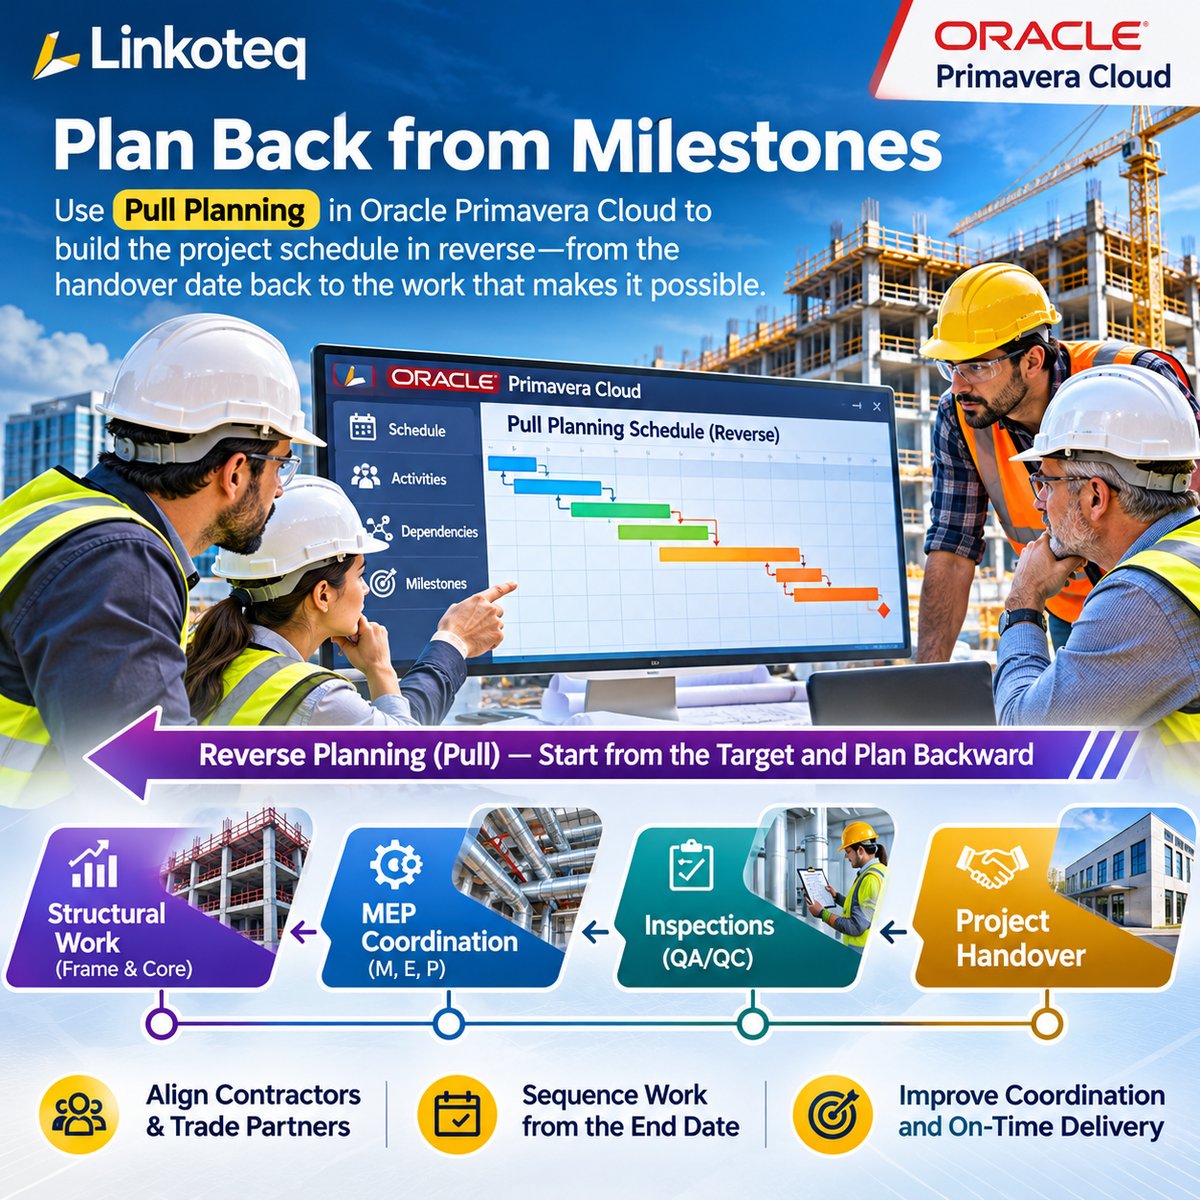 Linkoteq
ORACLE®
Primavera Cloud
Plan Back from Milestones
Use Pull Planning in Oracle Primavera Cloud to
build the project schedule in reverse—from the
handover date back to the work that makes it possible.
ORACLE® Primavera Cloud
Schedule
Activities
Dependencies
Milestones
Pull Planning Schedule (Reverse)
Reverse Planning (Pull) — Start from the Target and Plan Backward
Structural
Work
(Frame & Core)
MEP
Coordination
(M, E, P)
Inspections
(QA/QC)
Project
Handover
Align Contractors
& Trade Partners
Sequence Work
from the End Date
Improve Coordination
and On-Time Delivery